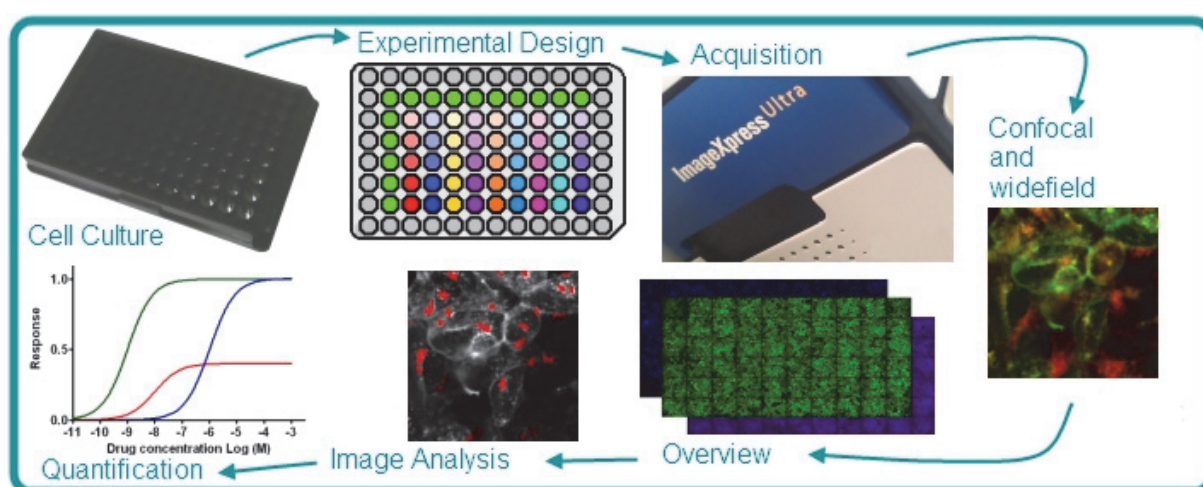 Experimental Design
Acquisition
ImageXpress Ultra
Confocal
and
widefield
Cell Culture
1.0
0.5
0.0
Response
-11 -10 -9 -8 -7 -6 -5 -4 -3
Drug concentration Log (M)
Quantification
Image Analysis
Overview